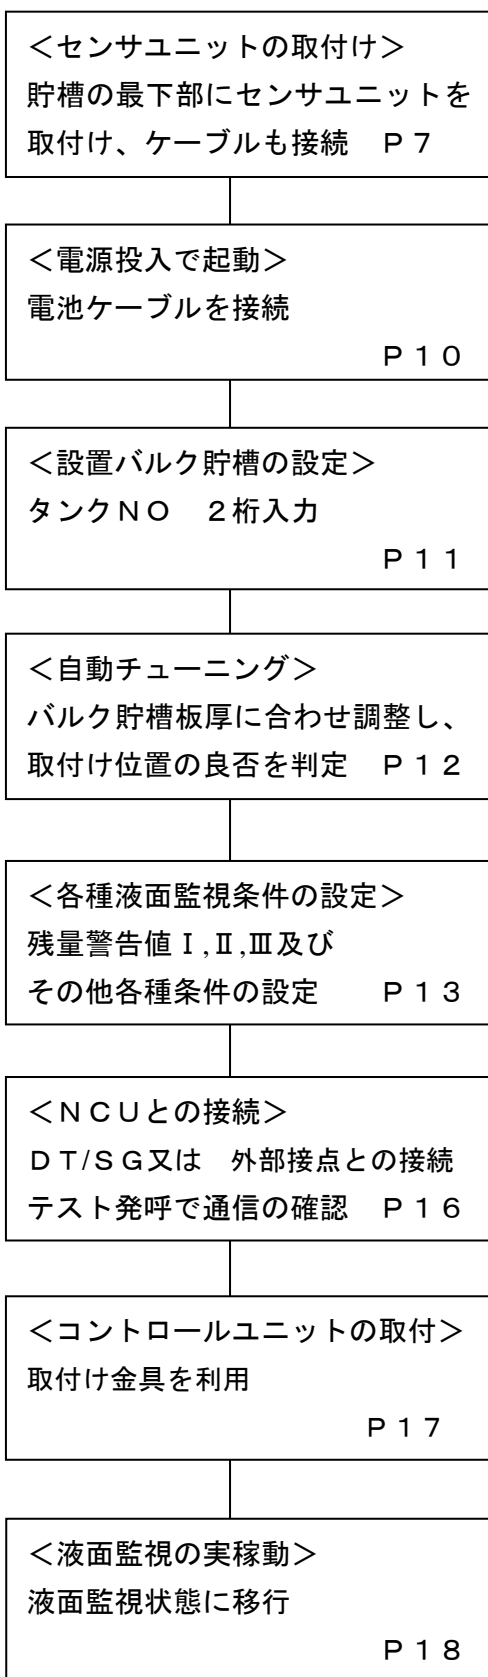 ＜センサユニットの取付け＞
貯槽の最下部にセンサユニットを
取付け、ケーブルも接続　Ｐ７
＜電源投入で起動＞
電池ケーブルを接続
Ｐ１０
＜設置バルク貯槽の設定＞
タンクＮＯ　２桁入力
Ｐ１１
＜自動チューニング＞
バルク貯槽板厚に合わせ調整し、
取付け位置の良否を判定　Ｐ１２
＜各種液面監視条件の設定＞
残量警告値Ⅰ,Ⅱ,Ⅲ及び
その他各種条件の設定　　Ｐ１３
＜ＮＣＵとの接続＞
ＤＴ/ＳＧ又は　外部接点との接続
テスト発呼で通信の確認　Ｐ１６
＜コントロールユニットの取付＞
取付け金具を利用
Ｐ１７
＜液面監視の実稼動＞
液面監視状態に移行
Ｐ１８